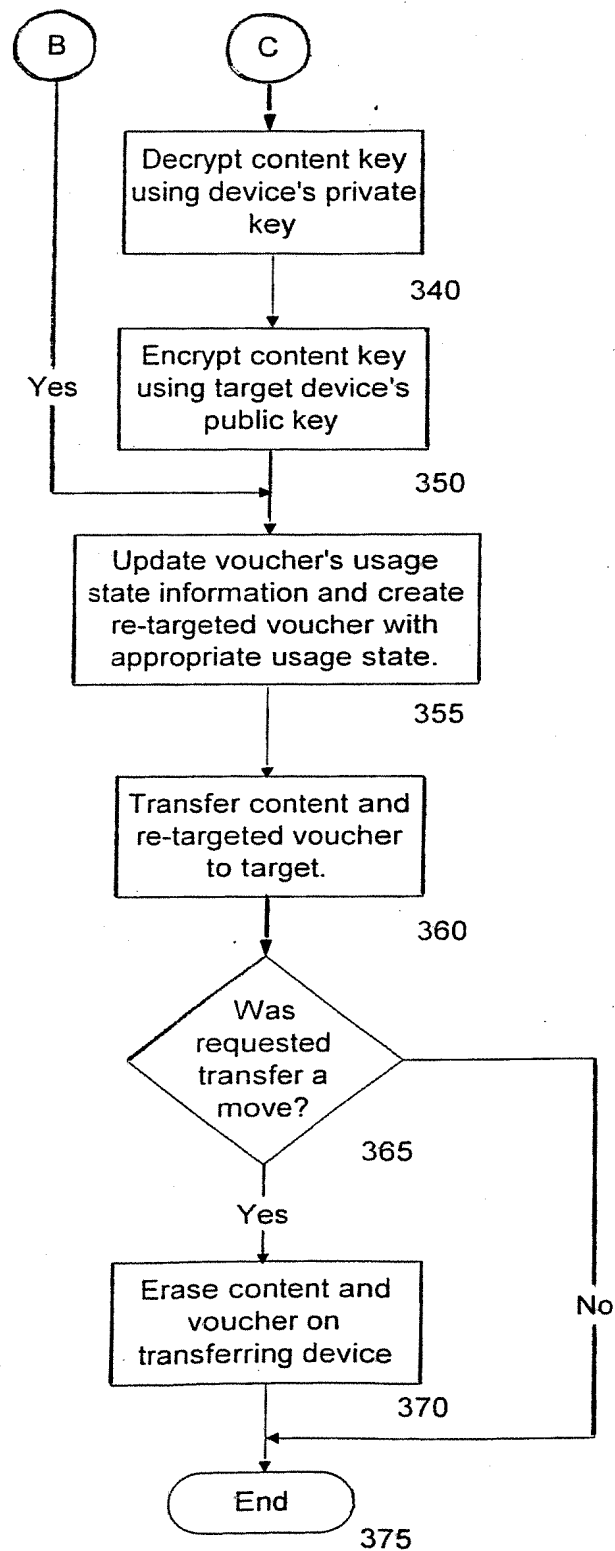 B
C
Decrypt content key
using device's private
key
340
Encrypt content key
using target device's
public key
Yes
350
Update voucher's usage
state information and create
re-targeted voucher with
appropriate usage state.
355
Transfer content and
re-targeted voucher
to target.
360
Was
requested
transfer a
move?
365
Yes
Erase content and
voucher on
transferring device
No
370
End
375